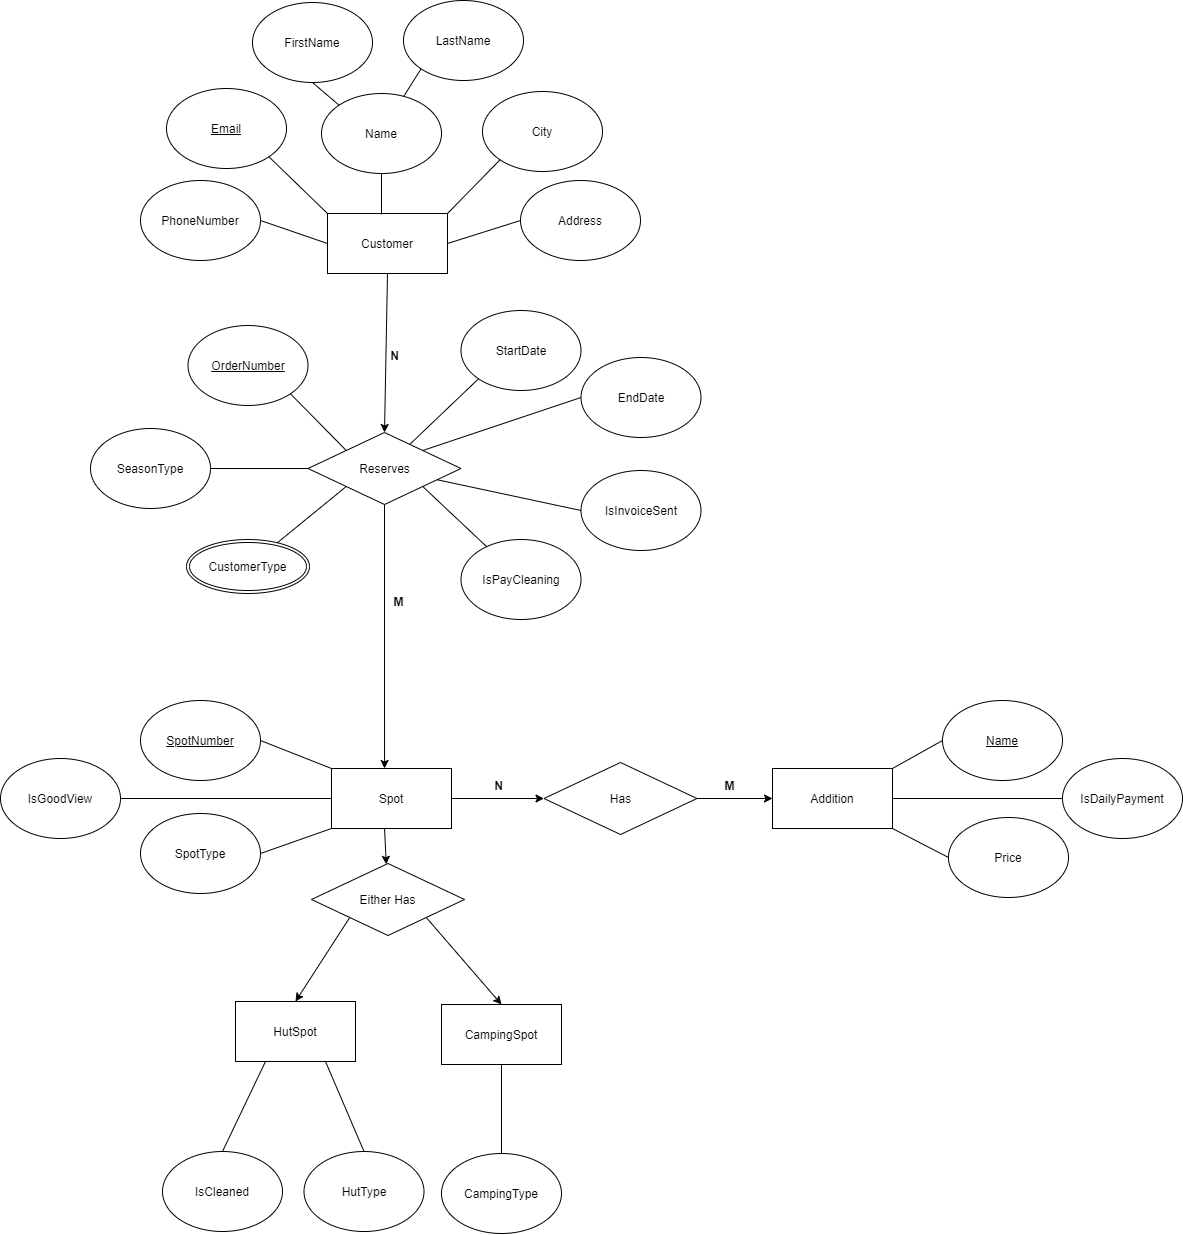 FirstName
LastName
Email
Name
City
PhoneNumber
Address
Customer
N
OrderNumber
StartDate
EndDate
SeasonType
Reserves
IsInvoiceSent
CustomerType
IsPayCleaning
M
SpotNumber
Name
IsGoodView
Spot
N
Has
M
Addition
IsDailyPayment
SpotType
Price
Either Has
HutSpot
CampingSpot
IsCleaned
HutType
CampingType